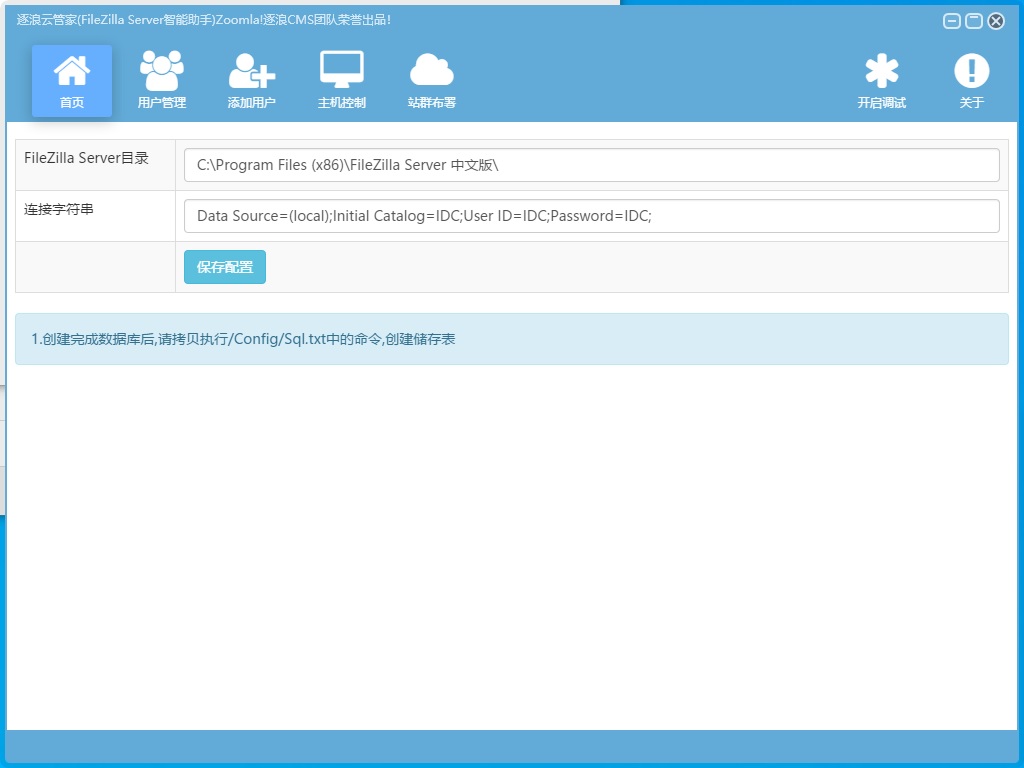 逐浪云管家(FileZilla Server智能助手)Zoomla!逐浪CMS团队荣誉出品!
首页
用户管理
添加用户
主机控制
站群布署
开启调试
关于
FileZilla Server目录
C:\Program Files (x86)\FileZilla Server 中文版\
连接字符串
Data Source=(local);Initial Catalog=IDC;User ID=IDC;Password=IDC;
保存配置
1.创建完成数据库后,请拷贝执行/Config/Sql.txt中的命令,创建储存表